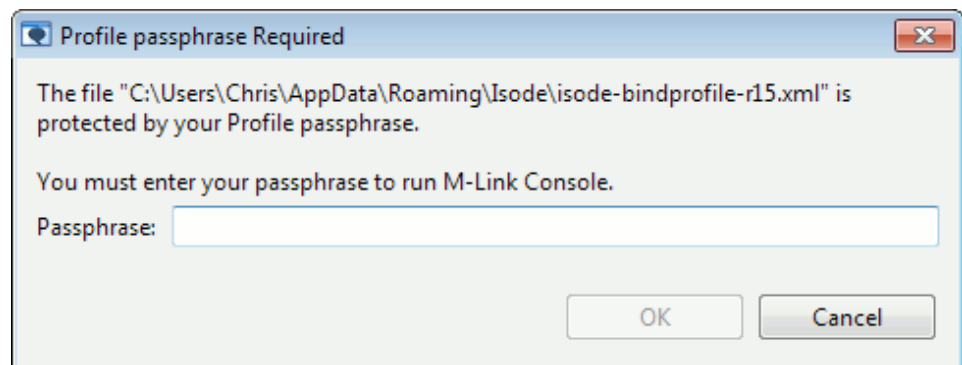 Profile passphrase Required
The file "C:\Users\Chris\AppData\Roaming\Isode\isode-bindprofile-r15.xml" is
protected by your Profile passphrase.
You must enter your passphrase to run M-Link Console.
Passphrase:
OK Cancel